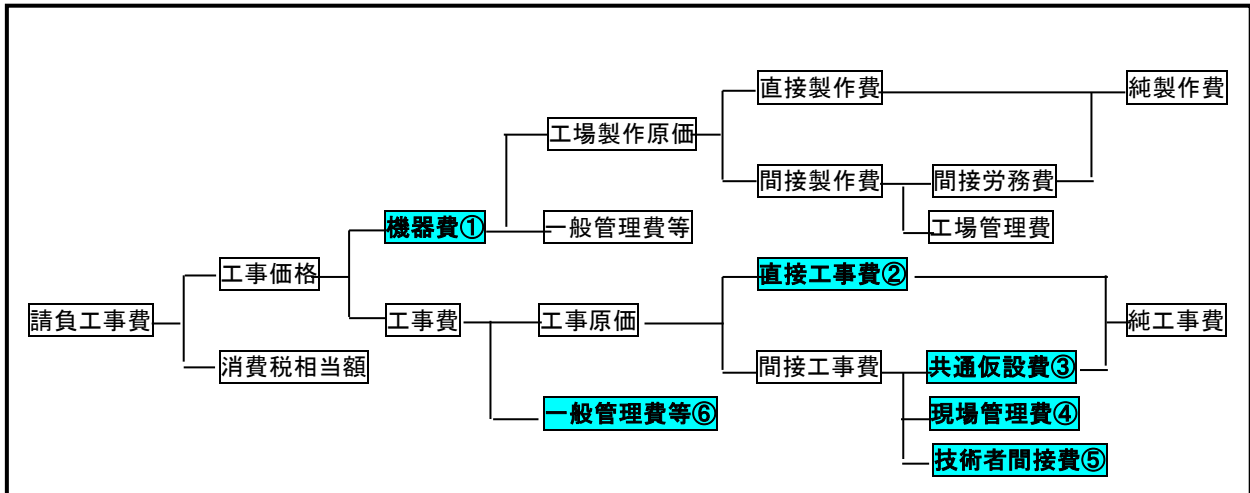 直接製作費
純製作費
工場製作原価
間接製作費
間接労務費
機器費①
一般管理費等
工場管理費
工事価格
直接工事費②
請負工事費
工事費
工事原価
純工事費
消費税相当額
間接工事費
共通仮設費③
一般管理費等⑥
現場管理費④
技術者間接費⑤